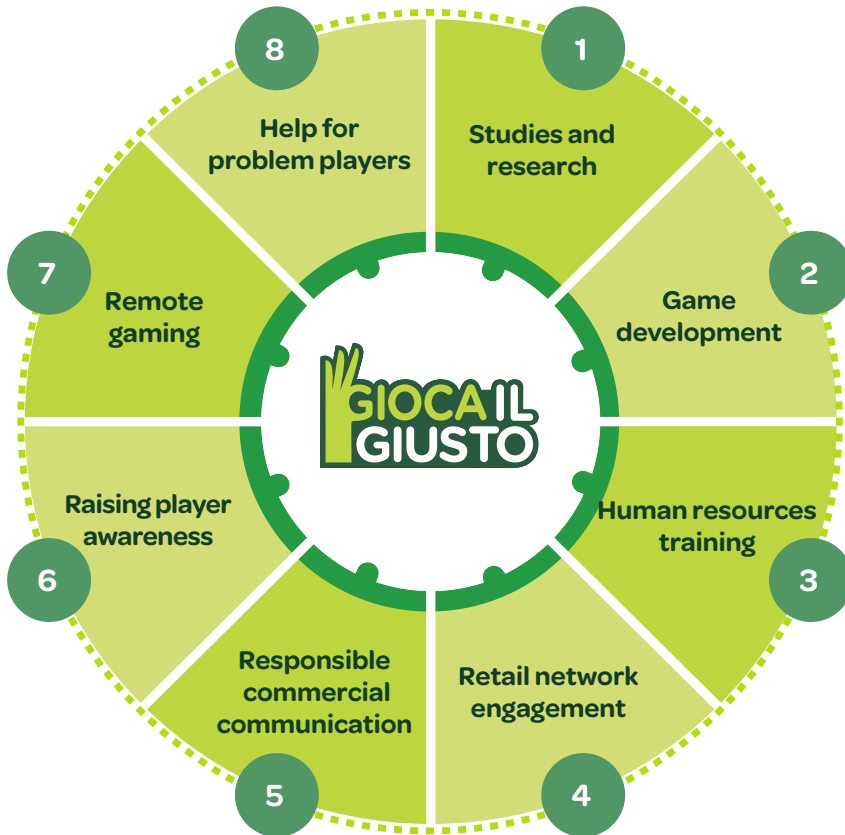 8
1
Help for
problem players
Studies and
research
7
2
Remote
gaming
Game
development
GIOCA IL
GIUSTO
Raising player
awareness
Human resources
training
6
3
Responsible
commercial
communication
Retail network
engagement
5
4